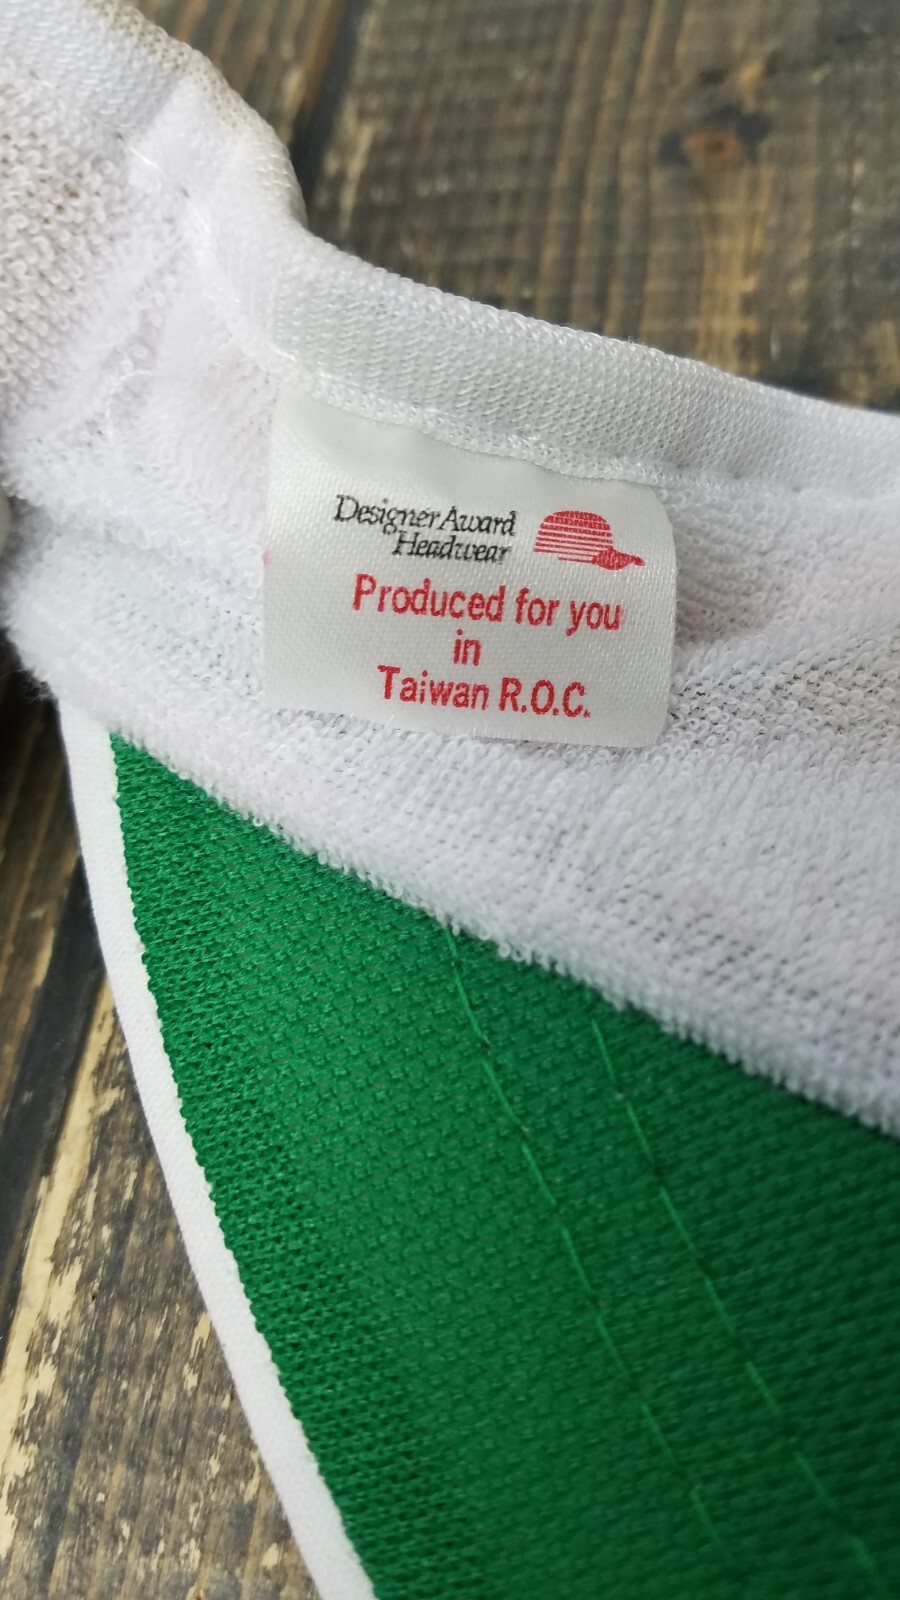 Designer Award
Headwear
Produced for you
in
Taiwan R.O.C.